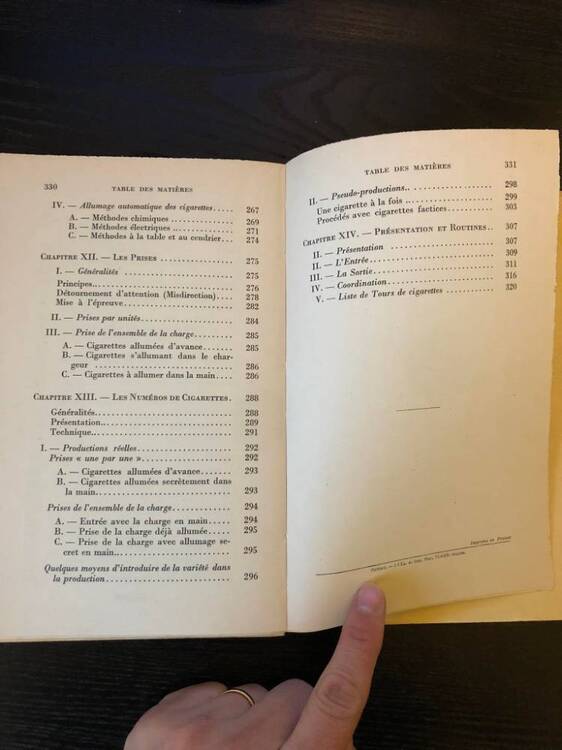 330 TABLE DES MATIÈRES
IV. — Allumage automatique des cigarettes..... 267
A. — Méthodes chimiques ................ 269
B. — Méthodes électriques ................ 271
C. — Méthodes à la table et au cendrier.... 274
CHAPITRE XII. — LES PRISES .................. 275
I. — Généralités ........................ 275
Principes.............................. 276
Détournement d'attention (Misdirection)...... 278
Mise à l'épreuve........................ 282
II. — Prises par unités.................... 284
III. — Prise de l'ensemble de la charge........ 285
A. — Cigarettes allumées d'avance........ 285
B. — Cigarettes s'allumant dans le char-
geur .............................. 286
C. — Cigarettes à allumer dans la main.... 286
CHAPITRE XIII. — LES NUMÉROS DE CIGARETTES. 288
Généralités............................ 288
Présentation............................ 289
Technique.............................. 291
I. — Productions réelles.................... 292
Prises « une par une »................ 292
A. — Cigarettes allumées d'avance........ 293
B. — Cigarettes allumées secrètement dans
la main............................ 293
Prises de l'ensemble de la charge............ 294
A. — Entrée avec la charge en main...... 294
B. — Prise de la charge déjà allumée.... 295
C. — Prise de la charge avec allumage se-
cret en main...................... 295
Quelques moyens d'introduire de la variété dans
la production........................ 296
TABLE DES MATIÈRES 331
II. — Pseudo-productions.................. 298
Une cigarette à la fois .................. 299
Procédés avec cigarettes factices............ 303
CHAPITRE XIV. — PRÉSENTATION ET ROUTINES.. 307
II. — Présentation ...................... 307
II. — L'Entrée.......................... 309
III. — La Sortie........................ 311
IV. — Coordination...................... 316
V. — Liste de Tours de cigarettes .......... 320
Imprimé en France